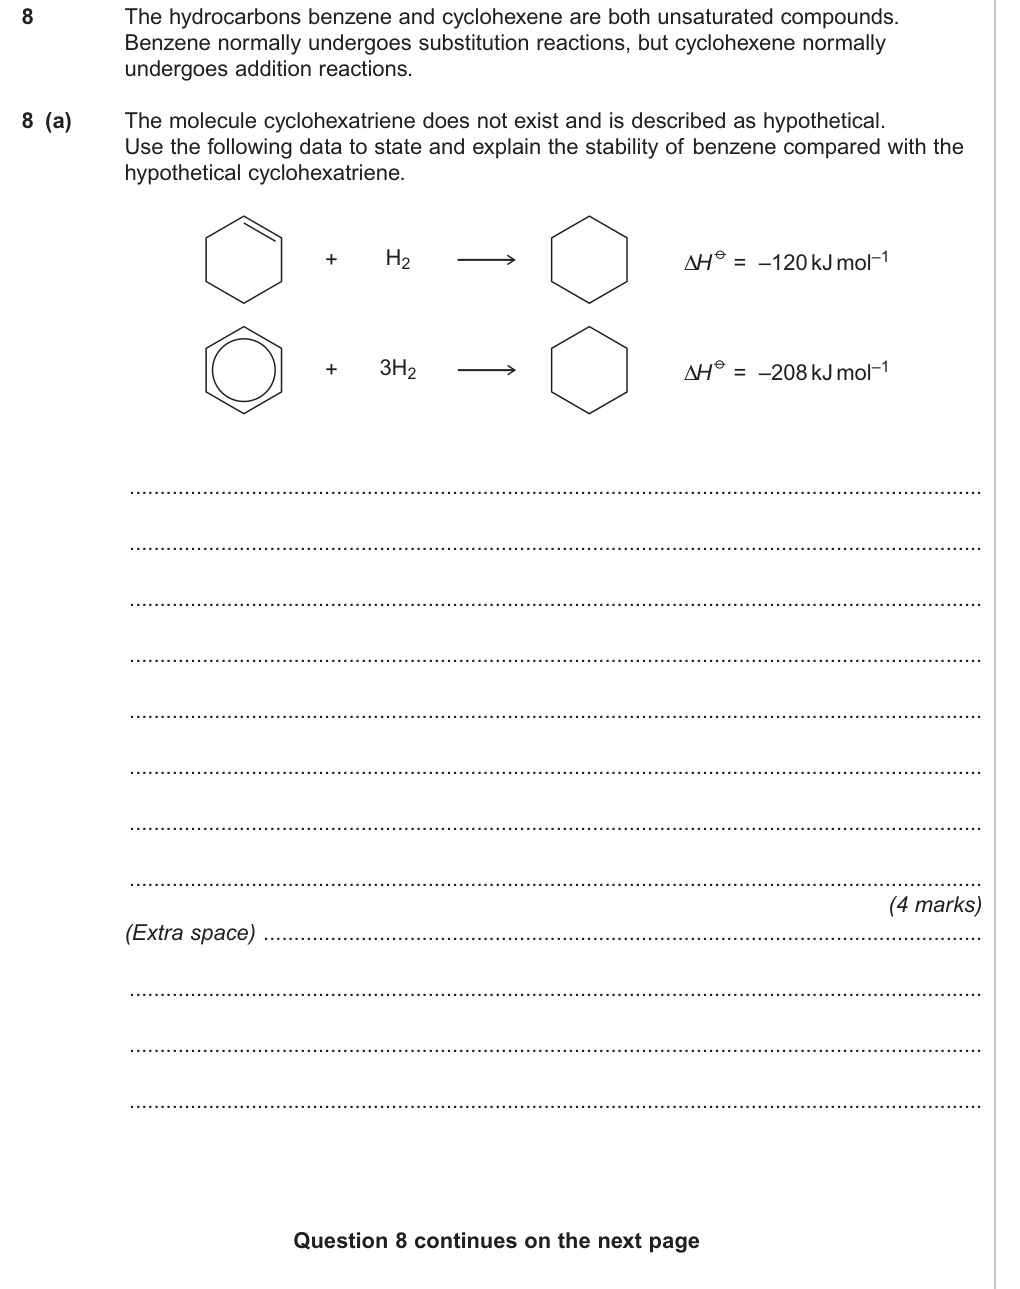 8 The hydrocarbons benzene and cyclohexene are both unsaturated compounds.
Benzene normally undergoes substitution reactions, but cyclohexene normally
undergoes addition reactions.
8 (a) The molecule cyclohexatriene does not exist and is described as hypothetical.
Use the following data to state and explain the stability of benzene compared with the
hypothetical cyclohexatriene.
+ H₂ ⟶ ΔH⦵ = –120 kJ mol⁻¹
+ 3H₂ ⟶ ΔH⦵ = –208 kJ mol⁻¹
(4 marks)
(Extra space)
Question 8 continues on the next page